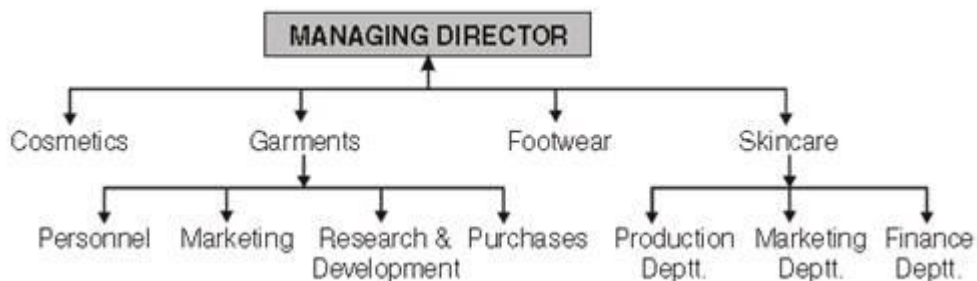 MANAGING DIRECTOR
Cosmetics Garments Footwear Skincare
Personnel Marketing Research & Purchases Production Marketing Finance
Development Deptt. Deptt. Deptt.